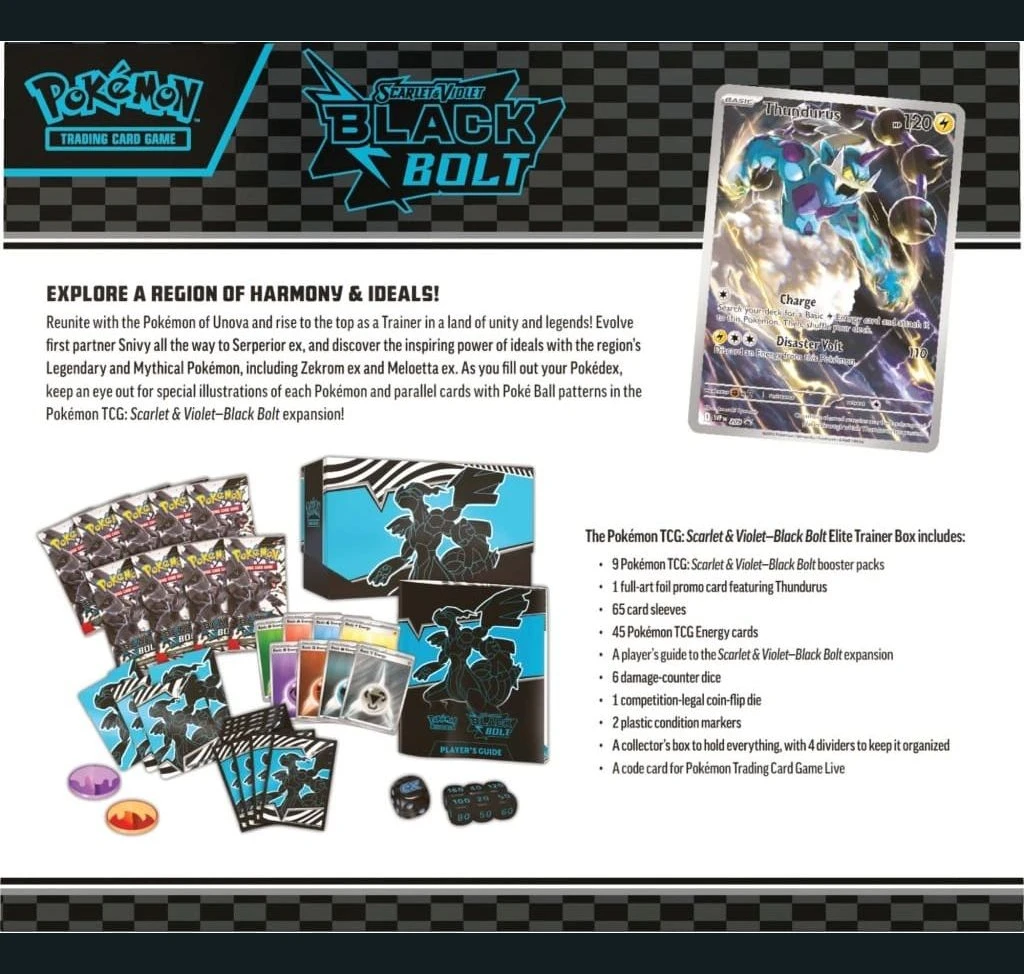 POKÉMON
TRADING CARD GAME
SCARLET & VIOLET
BLACK
BOLT
BASIC
Thundurus
HP 120
Charge
Search your deck for a Basic Energy card and attach it
to this Pokémon. Then, shuffle your deck.
Disaster Volt
110
Discard an Energy from this Pokémon.
EXPLORE A REGION OF HARMONY & IDEALS!
Reunite with the Pokémon of Unova and rise to the top as a Trainer in a land of unity and legends! Evolve
first partner Snivy all the way to Serperior ex, and discover the inspiring power of ideals with the region's
Legendary and Mythical Pokémon, including Zekrom ex and Meloetta ex. As you fill out your Pokédex,
keep an eye out for special illustrations of each Pokémon and parallel cards with Poké Ball patterns in the
Pokémon TCG: Scarlet & Violet–Black Bolt expansion!
The Pokémon TCG: Scarlet & Violet–Black Bolt Elite Trainer Box includes:
• 9 Pokémon TCG: Scarlet & Violet–Black Bolt booster packs
• 1 full-art foil promo card featuring Thundurus
• 65 card sleeves
• 45 Pokémon TCG Energy cards
• A player's guide to the Scarlet & Violet–Black Bolt expansion
• 6 damage-counter dice
• 1 competition-legal coin-flip die
• 2 plastic condition markers
• A collector's box to hold everything, with 4 dividers to keep it organized
• A code card for Pokémon Trading Card Game Live
POKÉMON
BLACK
BOLT
PLAYER'S GUIDE